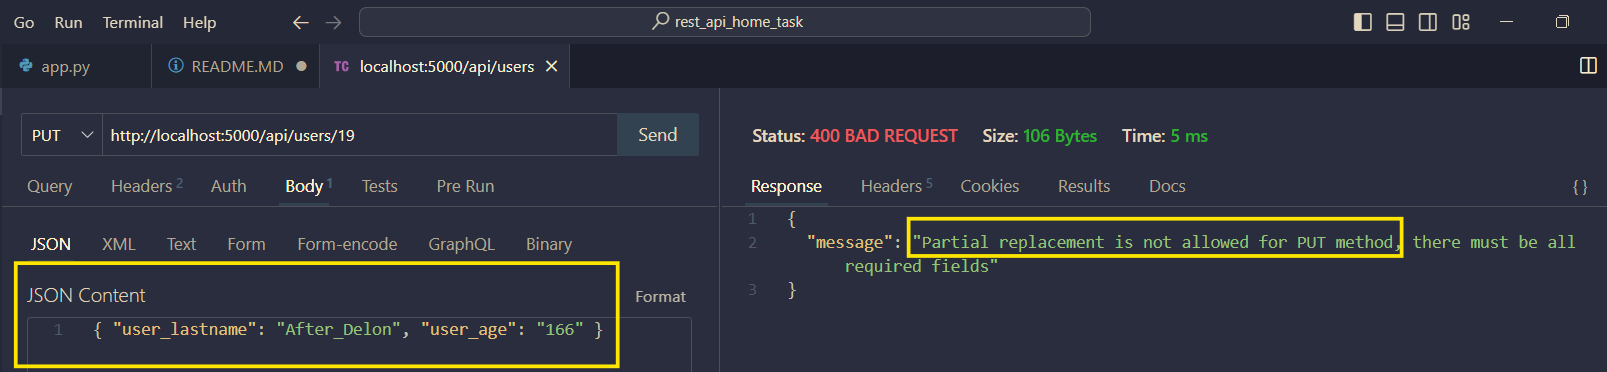 Go Run Terminal Help rest_api_home_task
app.py README.MD TC localhost:5000/api/users
PUT http://localhost:5000/api/users/19 Send
Query Headers 2 Auth Body 1 Tests Pre Run
JSON XML Text Form Form-encode GraphQL Binary
JSON Content Format
1 { "user_lastname": "After_Delon", "user_age": "166" }
Status: 400 BAD REQUEST Size: 106 Bytes Time: 5 ms
Response Headers 5 Cookies Results Docs {}
1 {
2 "message": "Partial replacement is not allowed for PUT method, there must be all
required fields"
3 }